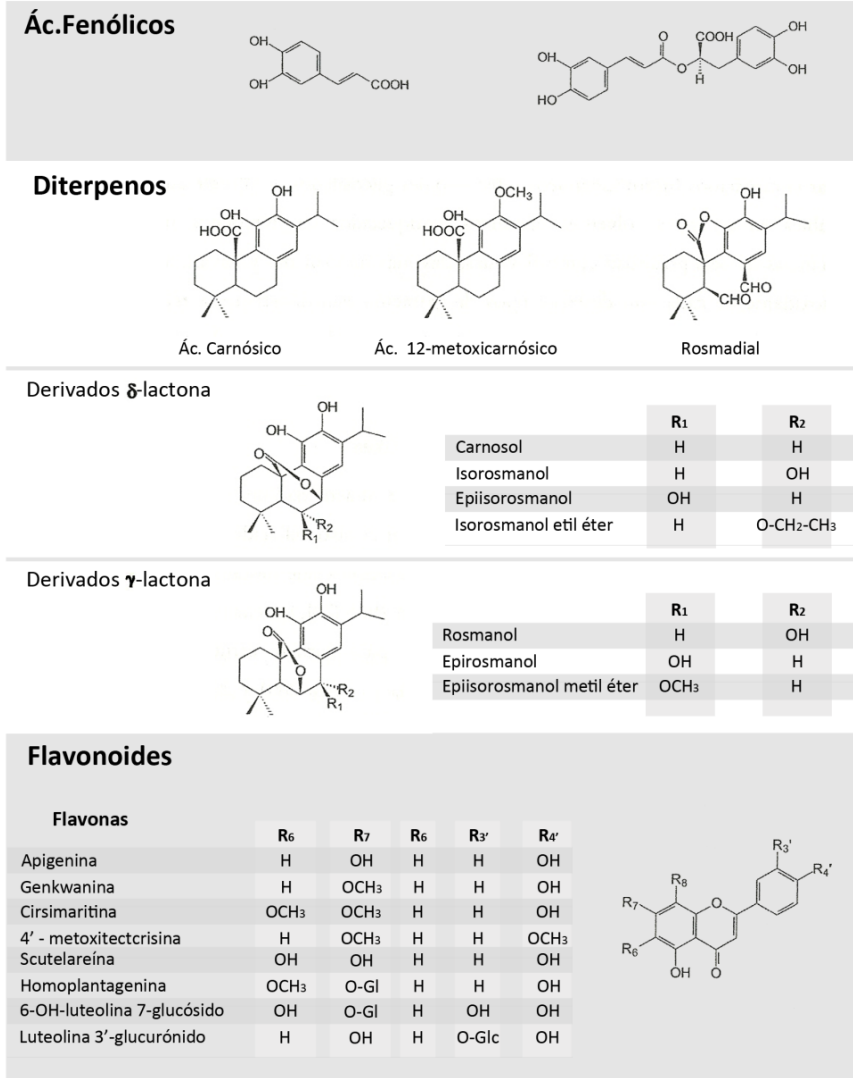 Ác.Fenólicos
OH OH COOH
HO OH O O COOH H OH OH
Diterpenos
OH OH HOOC
OCH3 OH HOOC
OH O O CHO CHO
Ác. Carnósico Ác. 12-metoxicarnósico Rosmadial
Derivados δ-lactona
OH OH O O R1 R2
R1 R2
Carnosol H H
Isorosmanol H OH
Epiisorosmanol OH H
Isorosmanol etil éter H O-CH2-CH3
Derivados γ-lactona
OH OH O O R1 R2
R1 R2
Rosmanol H OH
Epirosmanol OH H
Epiisorosmanol metil éter OCH3 H
Flavonoides
Flavonas
R6 R7 R6 R3' R4'
Apigenina H OH H H OH
Genkwanina H OCH3 H H OH
Cirsimaritina OCH3 OCH3 H H OH
4' - metoxitectcrisina H OCH3 H H OCH3
Scutelareína OH OH H H OH
Homoplantagenina OCH3 O-Gl H H OH
6-OH-luteolina 7-glucósido OH O-Gl H OH OH
Luteolina 3'-glucurónido H OH H O-Glc OH
R3' R4' R8 R7 O R6 OH O